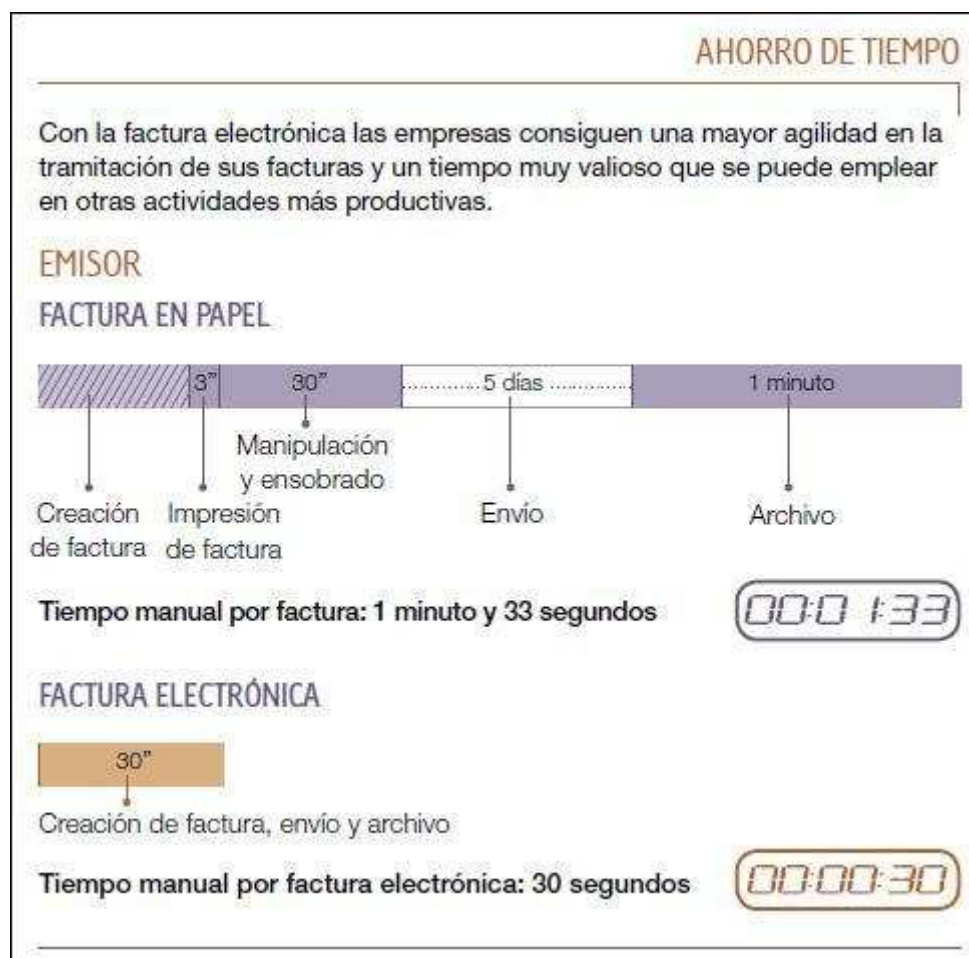 AHORRO DE TIEMPO
Con la factura electrónica las empresas consiguen una mayor agilidad en la
tramitación de sus facturas y un tiempo muy valioso que se puede emplear
en otras actividades más productivas.
EMISOR
FACTURA EN PAPEL
3” 30” 5 días 1 minuto
Manipulación
y ensobrado
Creación Impresión Envío Archivo
de factura de factura
Tiempo manual por factura: 1 minuto y 33 segundos 00:01:33
FACTURA ELECTRÓNICA
30”
Creación de factura, envío y archivo
Tiempo manual por factura electrónica: 30 segundos 00:00:30